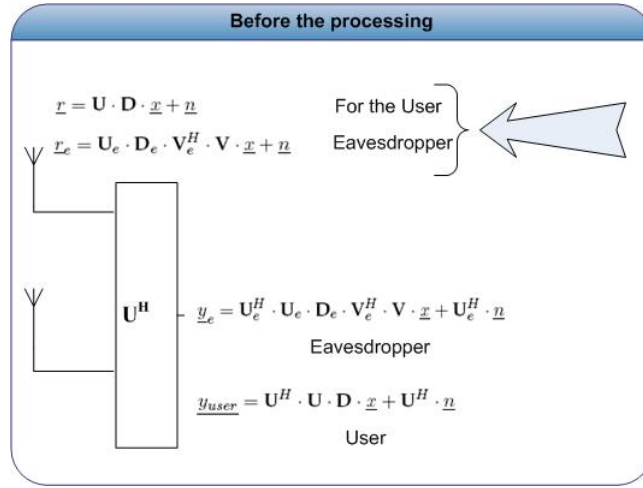 Before the processing
r = U · D · x + n
For the User
r_e = U_e · D_e · V_e^H · V · x + n
Eavesdropper
U^H
y_e = U_e^H · U_e · D_e · V_e^H · V · x + U_e^H · n
Eavesdropper
y_user = U^H · U · D · x + U^H · n
User